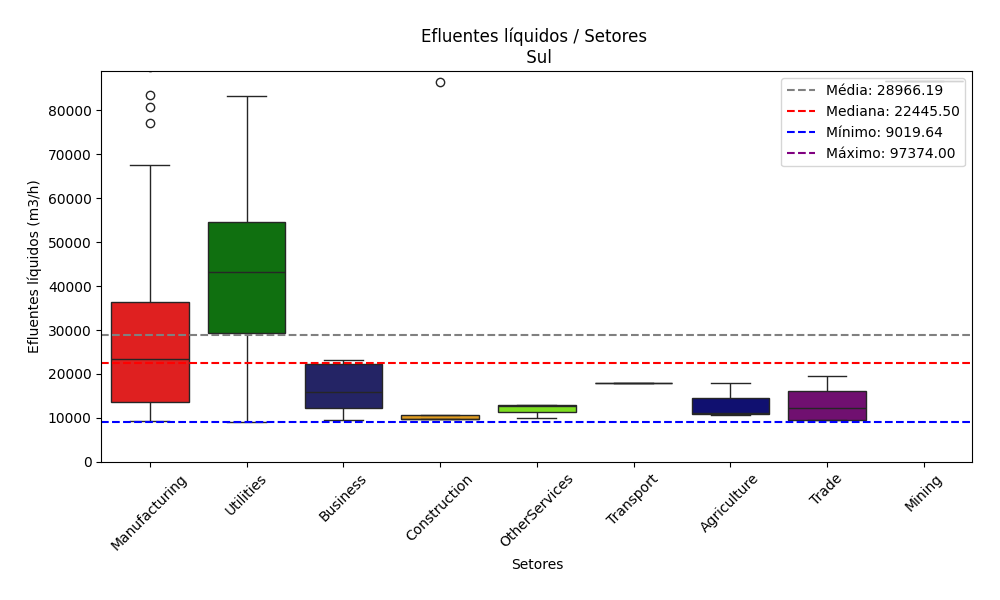 Efluentes líquidos / Setores
Sul
Média: 28966.19
Mediana: 22445.50
Mínimo: 9019.64
Máximo: 97374.00
Efluentes líquidos (m3/h)
80000
70000
60000
50000
40000
30000
20000
10000
0
Manufacturing
Utilities
Business
Construction
OtherServices
Transport
Agriculture
Trade
Mining
Setores